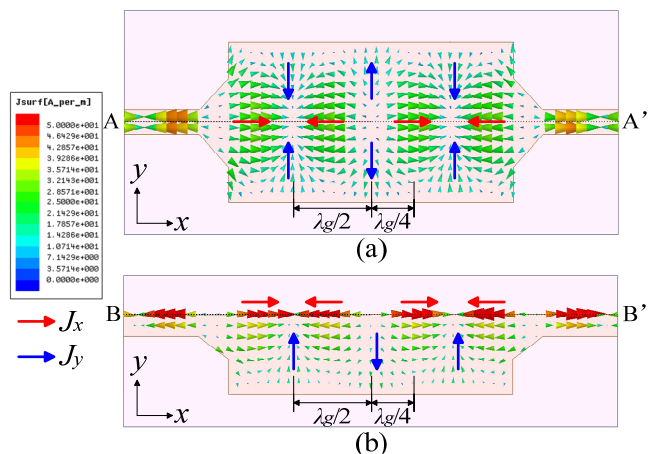 Jsurf[A_per_m]
5.0000e+001
4.6429e+001
4.2857e+001
3.9286e+001
3.5714e+001
3.2143e+001
2.8571e+001
2.5000e+001
2.1429e+001
1.7857e+001
1.4286e+001
1.0714e+001
7.1429e+000
3.5714e+000
0.0000e+000
Jx
Jy
A A’
y
x
λg/2 λg/4
(a)
B B’
y
x
λg/2 λg/4
(b)